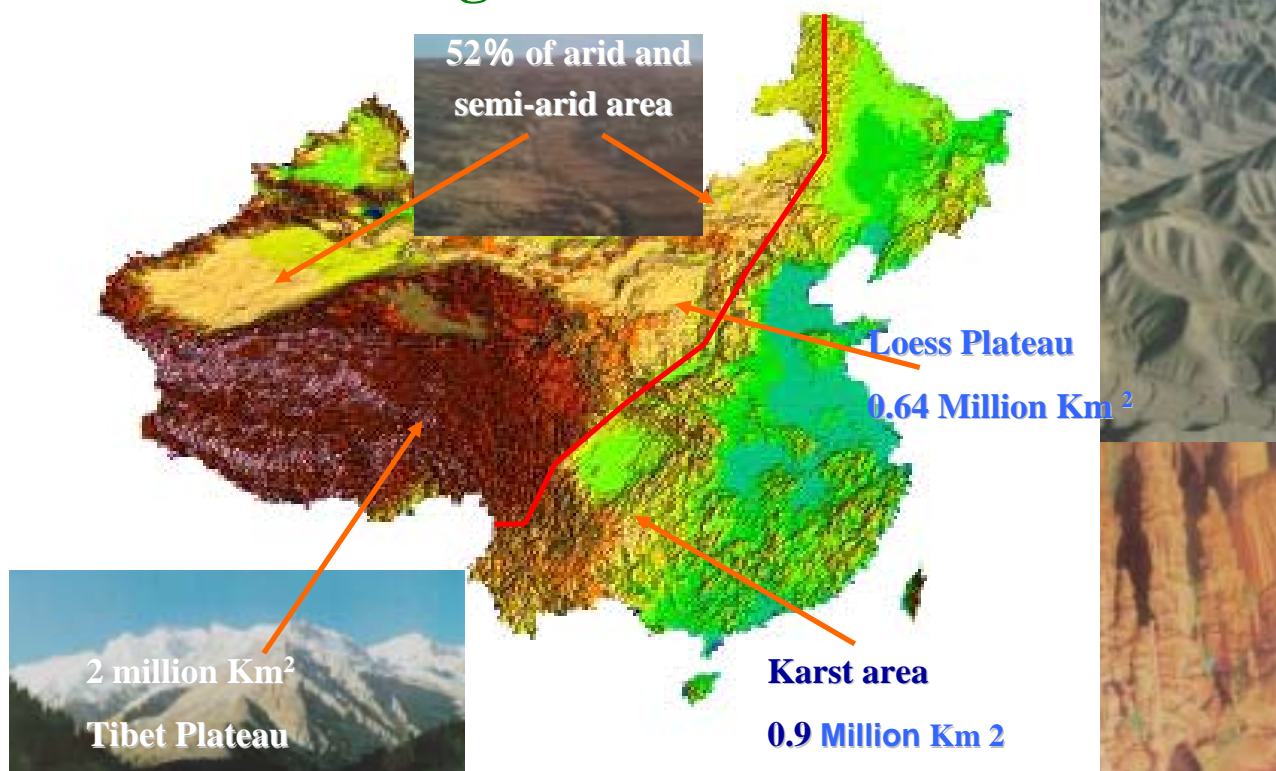 52% of arid and
semi-arid area
Loess Plateau
0.64 Million Km ²
2 million Km²
Tibet Plateau
Karst area
0.9 Million Km 2